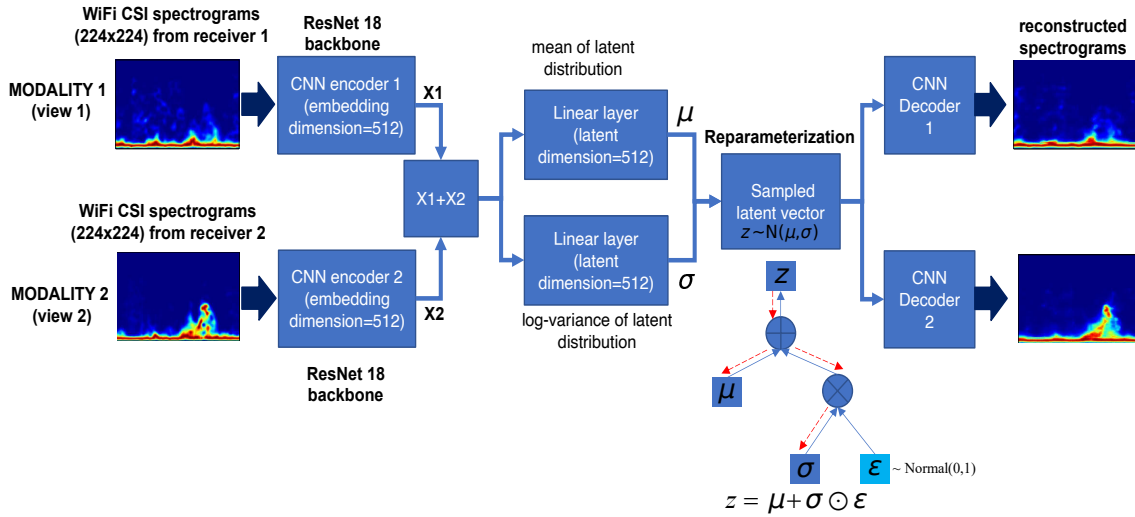 WiFi CSI spectrograms
(224x224) from receiver 1
ResNet 18
backbone
MODALITY 1
(view 1)
CNN encoder 1
(embedding
dimension=512)
X1
mean of latent
distribution
Linear layer
(latent
dimension=512)
μ
Reparameterization
CNN
Decoder
1
reconstructed
spectrograms
X1+X2
Sampled
latent vector
z~N(μ,σ)
WiFi CSI spectrograms
(224x224) from receiver 2
MODALITY 2
(view 2)
CNN encoder 2
(embedding
dimension=512)
X2
ResNet 18
backbone
Linear layer
(latent
dimension=512)
σ
log-variance of latent
distribution
CNN
Decoder
2
z
μ
σ
ε
~ Normal(0,1)
z = μ+σ⊙ε